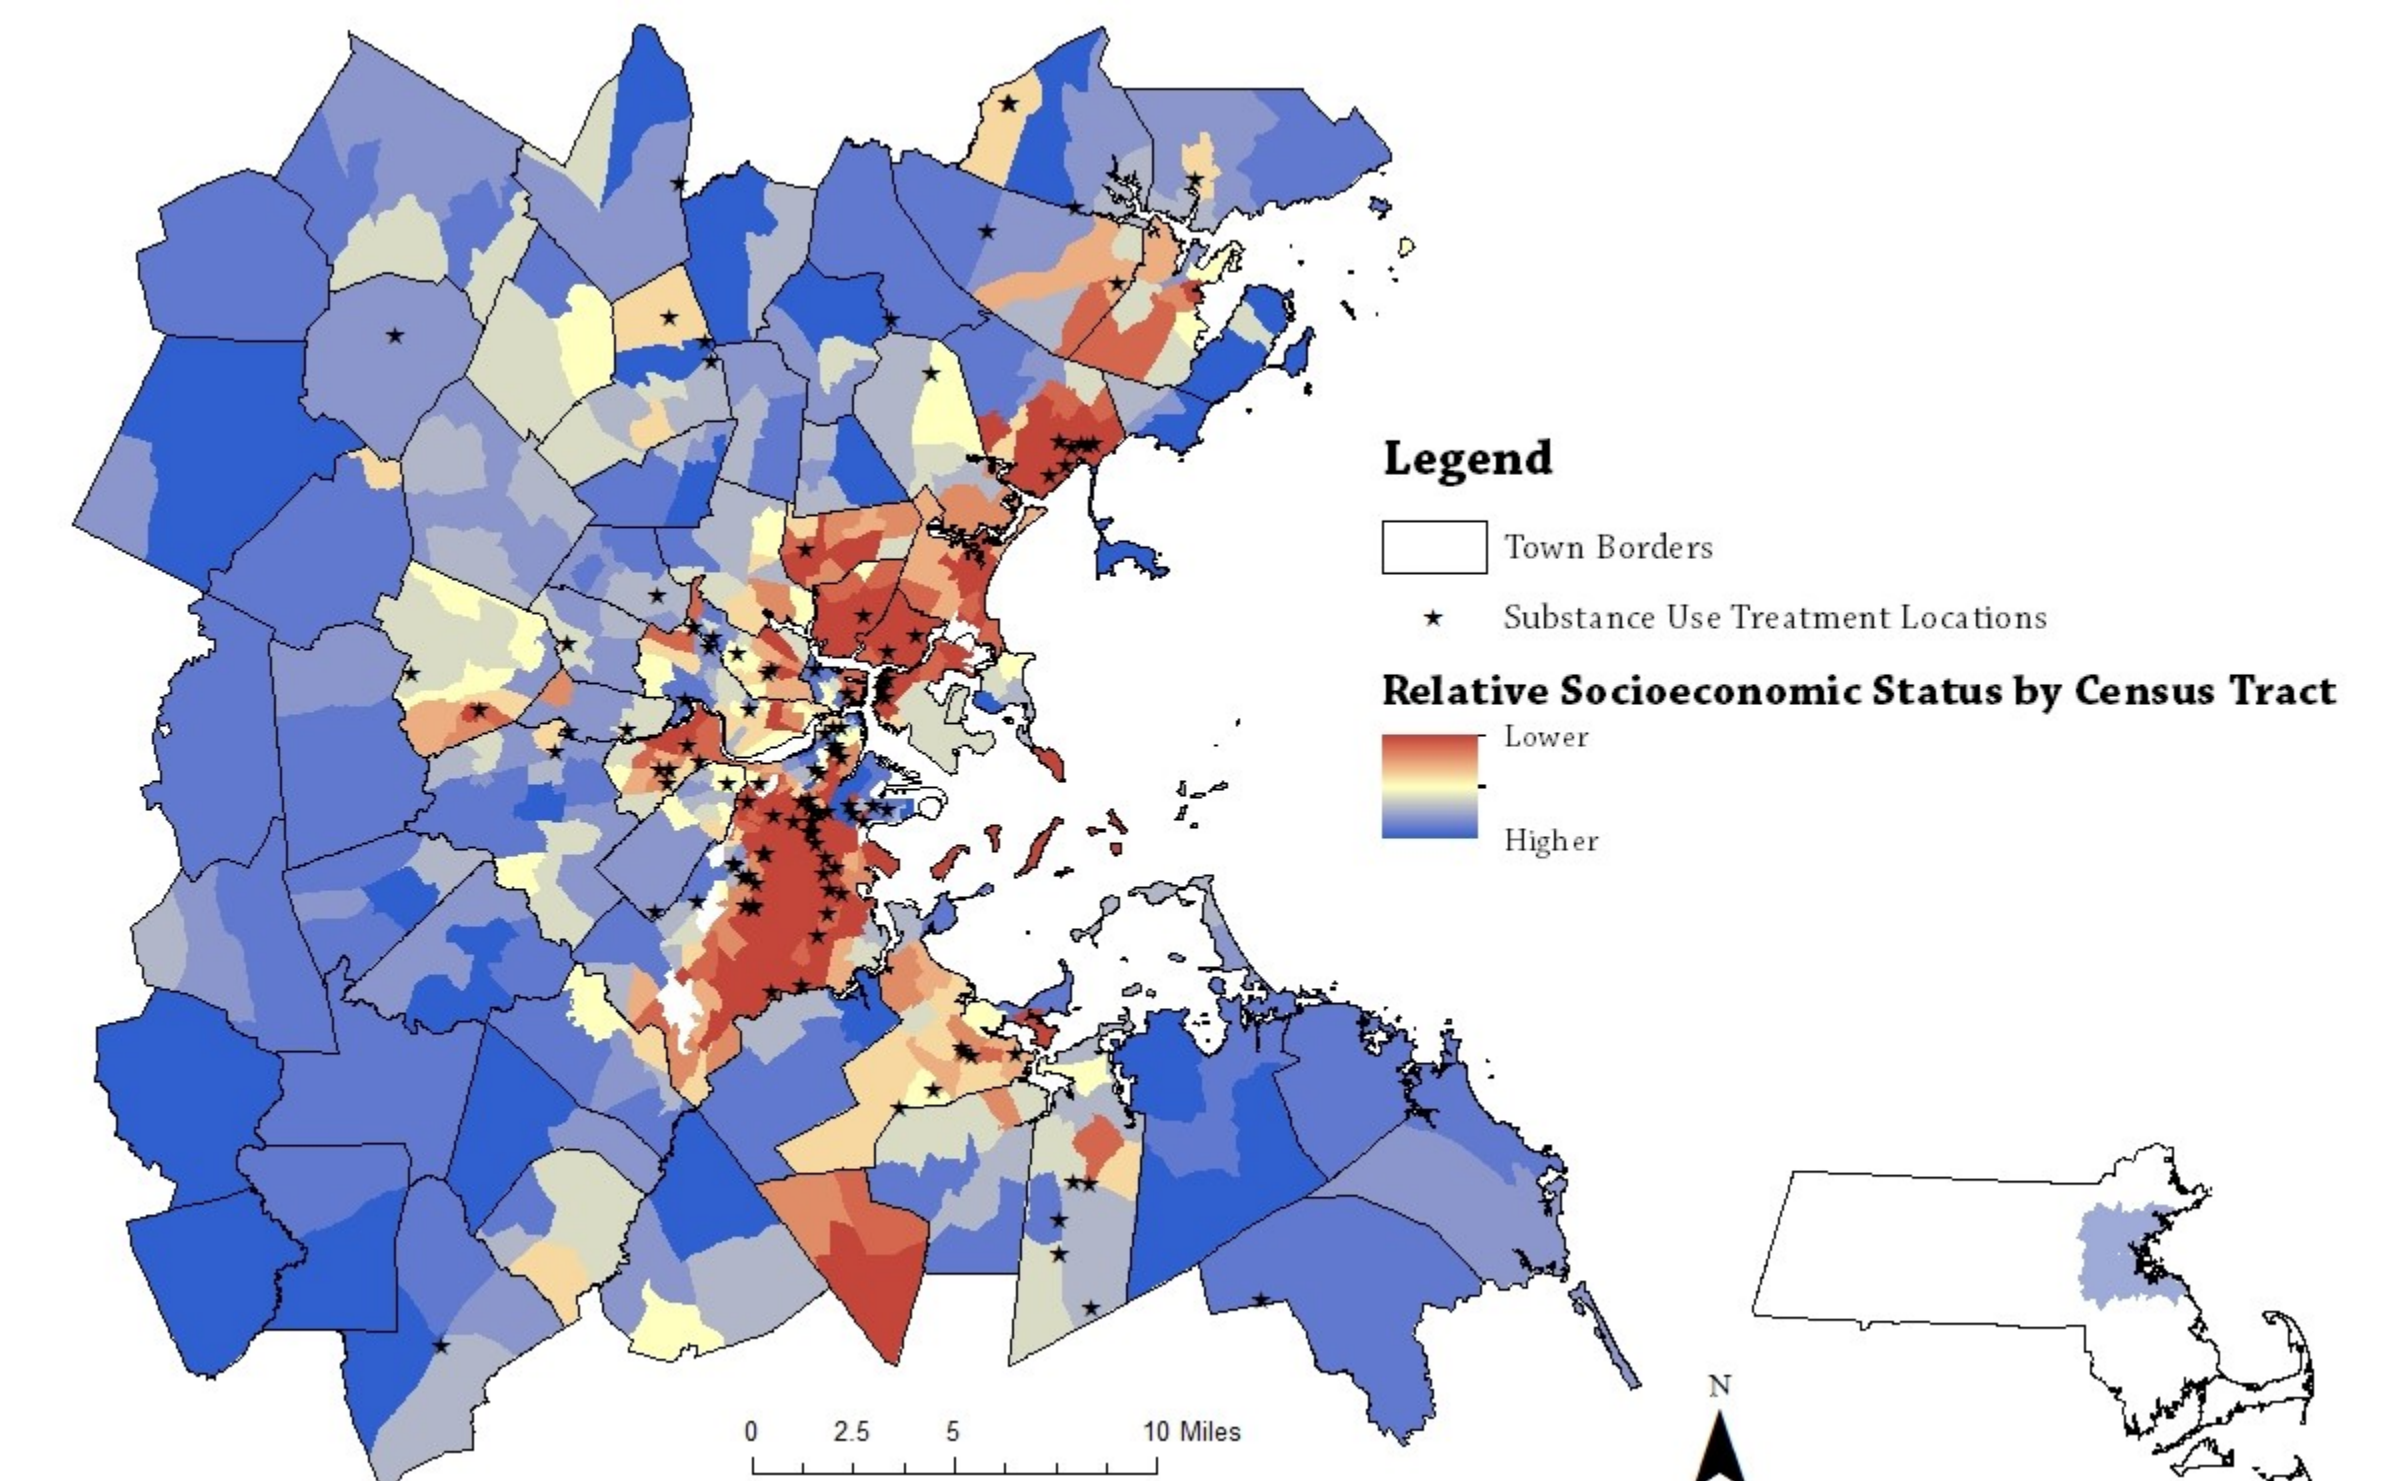 Legend
Town Borders
Substance Use Treatment Locations
Relative Socioeconomic Status by Census Tract
Lower
Higher
0 2.5 5 10 Miles
N